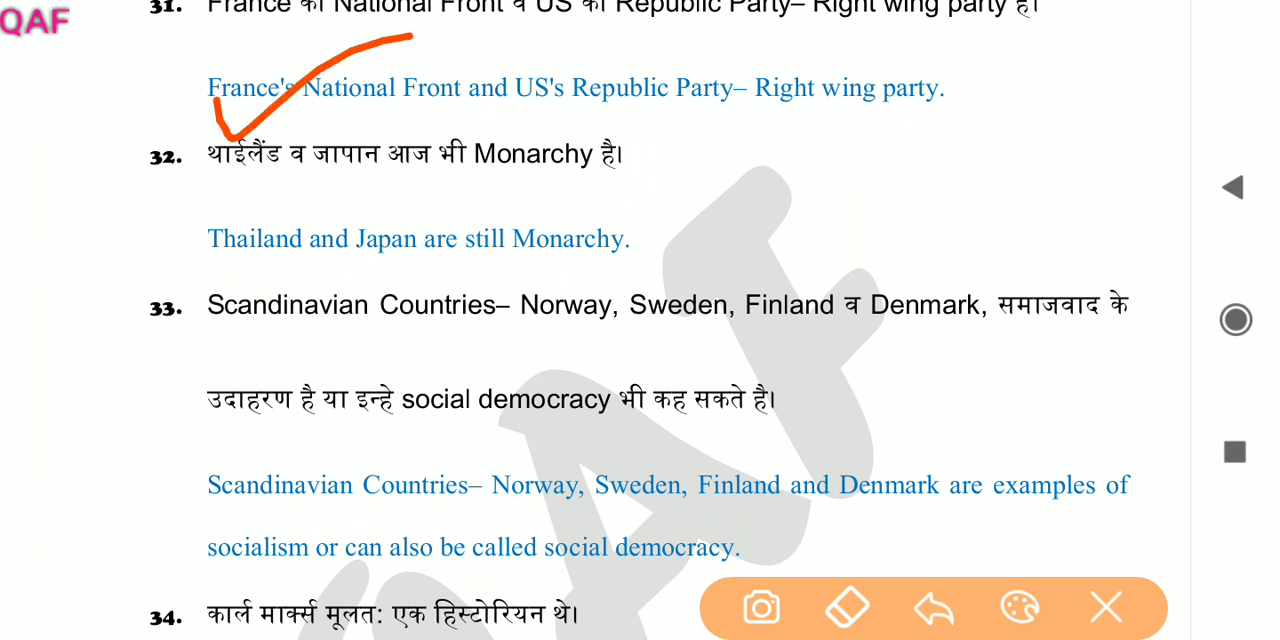 QAF
31. France का National Front व US का Republic Party– Right wing party है।
France's National Front and US's Republic Party– Right wing party.
32. थाईलैंड व जापान आज भी Monarchy है।
Thailand and Japan are still Monarchy.
33. Scandinavian Countries– Norway, Sweden, Finland व Denmark, समाजवाद के
उदाहरण है या इन्हे social democracy भी कह सकते है।
Scandinavian Countries– Norway, Sweden, Finland and Denmark are examples of
socialism or can also be called social democracy.
34. कार्ल मार्क्स मूलत: एक हिस्टोरियन थे।